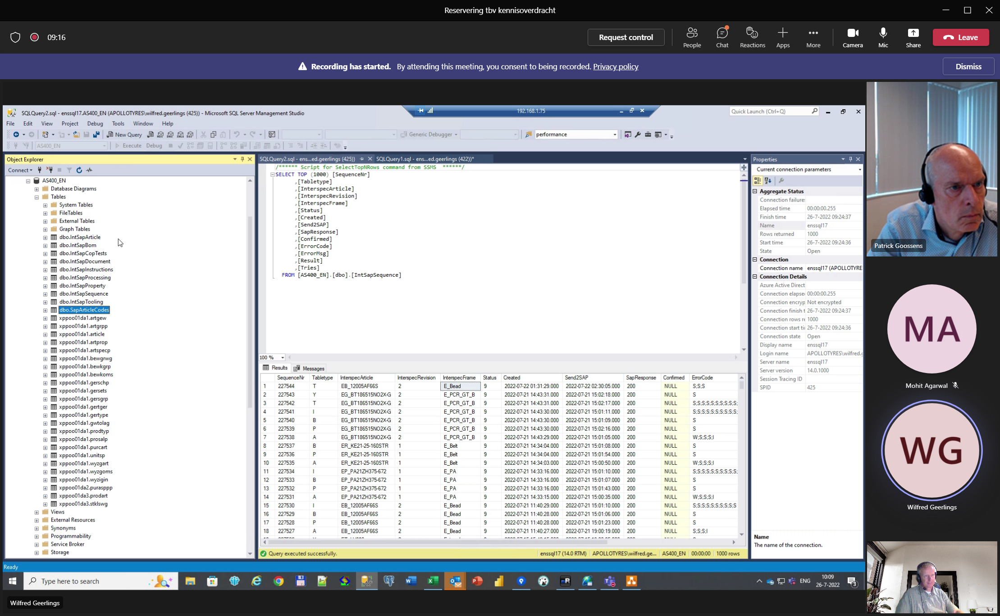 Reservering tbv kennisoverdracht
09:16
Request control
People
Chat
Reactions
Apps
More
Camera
Mic
Share
Leave
Recording has started. By attending this meeting, you consent to being recorded. Privacy policy
Dismiss
SQLQuery2.sql - enssql17.AS400_EN (APOLLOTYRES\wilfred.geerlings (425)) - Microsoft SQL Server Management Studio
192.168.1.75
Quick Launch (Ctrl+Q)
File Edit View Project Debug Tools Window Help
New Query
Generic Debugger
performance
AS400_EN
Execute Debug
Object Explorer
Connect
AS400_EN
Database Diagrams
Tables
System Tables
FileTables
External Tables
Graph Tables
dbo.IntSapArticle
dbo.IntSapBom
dbo.IntSapCopTests
dbo.IntSapDocument
dbo.IntSapInstructions
dbo.IntSapProcessing
dbo.IntSapProperty
dbo.IntSapSequence
dbo.IntSapTooling
dbo.SapArticleCodes
xppoo01da1.artgew
xppoo01da1.artgrpp
xppoo01da1.article
xppoo01da1.artprop
xppoo01da1.artspecp
xppoo01da1.bewgrwg
xppoo01da1.bewkgrp
xppoo01da1.bewkoms
xppoo01da1.gerschp
xppoo01da1.gersets
xppoo01da1.gersgrp
xppoo01da1.gertger
xppoo01da1.gertype
xppoo01da1.gwtolag
xppoo01da1.prodtyp
xppoo01da1.prosalp
xppoo01da1.purcart
xppoo01da1.unitsp
xppoo01da1.wyzgart
xppoo01da1.wyzgoms
xppoo01da1.wyzigin
xppoo01da2.puraspp
xppoo01da3.prodart
xppoo01da3.stklswg
Views
External Resources
Synonyms
Programmability
Service Broker
Storage
SQLQuery2.sql - ens...ed.geerlings (425)) SQLQuery1.sql - ens...ed.geerlings (422))*
/****** Script for SelectTopNRows command from SSMS ******/
SELECT TOP (1000) [SequenceNr]
,[Tabletype]
,[InterspecArticle]
,[InterspecRevision]
,[InterspecFrame]
,[Status]
,[Created]
,[Send2SAP]
,[SapResponse]
,[Confirmed]
,[ErrorCode]
,[ErrorMsg]
,[Result]
,[Tries]
FROM [AS400_EN].[dbo].[IntSapSequence]
100 %
Results Messages
SequenceNr Tabletype InterspecArticle InterspecRevision InterspecFrame Status Created Send2SAP SapResponse Confirmed ErrorCode
1 227544 T EB_12005AF66S 2 E_Bead 9 2022-07-22 01:31:29.000 2022-07-22 02:30:05.000 200 NULL S;S;S
2 227543 Y EG_BT186515NO2X-G 2 E_PCR_GT_B 9 2022-07-21 14:43:31.000 2022-07-21 15:02:18.000 200 NULL S
3 227542 T EG_BT186515NO2X-G 2 E_PCR_GT_B 9 2022-07-21 14:43:31.000 2022-07-21 15:02:17.000 200 NULL S;S;S;S;S;S;S;S;S;S;
4 227541 I EG_BT186515NO2X-G 2 E_PCR_GT_B 9 2022-07-21 14:43:30.000 2022-07-21 15:01:11.000 200 NULL S;S;S;S;S;S;S;S;S;S;
5 227540 B EG_BT186515NO2X-G 2 E_PCR_GT_B 9 2022-07-21 14:43:30.000 2022-07-21 15:01:09.000 200 NULL S
6 227539 P EG_BT186515NO2X-G 2 E_PCR_GT_B 9 2022-07-21 14:43:30.000 2022-07-21 15:02:16.000 200 NULL S
7 227538 A EG_BT186515NO2X-G 2 E_PCR_GT_B 9 2022-07-21 14:43:29.000 2022-07-21 15:01:05.000 200 NULL W;S;S;S;I
8 227537 B ER_KE21-25-160STR 1 E_Belt 9 2022-07-21 14:34:04.000 2022-07-21 15:01:08.000 200 NULL S
9 227536 P ER_KE21-25-160STR 1 E_Belt 9 2022-07-21 14:34:04.000 2022-07-21 15:01:54.000 200 NULL S
10 227535 A ER_KE21-25-160STR 1 E_Belt 9 2022-07-21 14:34:03.000 2022-07-21 15:00:50.000 200 NULL W;S;S;S;I
11 227534 I EP_PA21ZH375-672 1 E_PA 9 2022-07-21 14:33:16.000 2022-07-21 15:01:10.000 200 NULL S;S;S;S;S;S;S;S;S;S;
12 227533 B EP_PA21ZH375-672 1 E_PA 9 2022-07-21 14:33:16.000 2022-07-21 15:01:07.000 200 NULL S
13 227532 P EP_PA21ZH375-672 1 E_PA 9 2022-07-21 14:33:16.000 2022-07-21 15:01:43.000 200 NULL S
14 227531 A EP_PA21ZH375-672 1 E_PA 9 2022-07-21 14:33:15.000 2022-07-21 15:00:35.000 200 NULL W;S;S;S;I
15 227530 I EB_12005AF66S 2 E_Bead 9 2022-07-21 11:40:29.000 2022-07-21 15:01:10.000 200 NULL S;S;S;S;S;S;S;S;S;S
16 227529 B EB_12005AF66S 2 E_Bead 9 2022-07-21 11:40:28.000 2022-07-21 15:01:06.000 200 NULL S
17 227528 P EB_12005AF66S 2 E_Bead 9 2022-07-21 11:40:28.000 2022-07-21 15:01:23.000 200 NULL S
18 227527 A EB_12005AF66S 2 E_Bead 9 2022-07-21 11:40:27.000 2022-07-21 19:00:19.000 200 NULL S;S;S;I
Query executed successfully. enssql17 (14.0 RTM) APOLLOTYRES\wilfred.ge... AS400_EN 00:00:00 1000 rows
Properties
Current connection parameters
Aggregate Status
Connection failures
Elapsed time 00:00:00.255
Finish time 26-7-2022 09:24:37
Name enssql17
Rows returned 1000
Start time 26-7-2022 09:24:36
State Open
Connection
Connection name enssql17 (APOLLOTYRE
Connection Details
Azure Active Direct
Connection elapse 00:00:00.255
Connection encryp Not encrypted
Connection finish t 26-7-2022 09:24:37
Connection rows re 1000
Connection start ti 26-7-2022 09:24:36
Connection state Open
Display name enssql17
Login name APOLLOTYRES\wilfred.g
Server name enssql17
Server version 14.0.1000
Session Tracing ID
SPID 425
Name
The name of the connection.
Ready
Type here to search
ENG
10:09
26-7-2022
3
Wilfred Geerlings
Patrick Goossens
MA
Mohit Agarwal
WG
Wilfred Geerlings